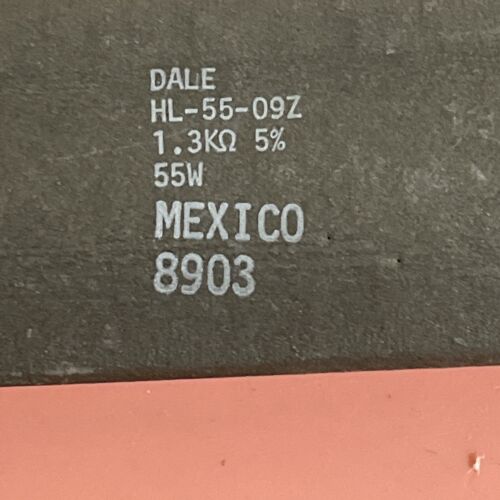 DALE
HL-55-09Z
1.3KΩ 5%
55W
MEXICO
8903